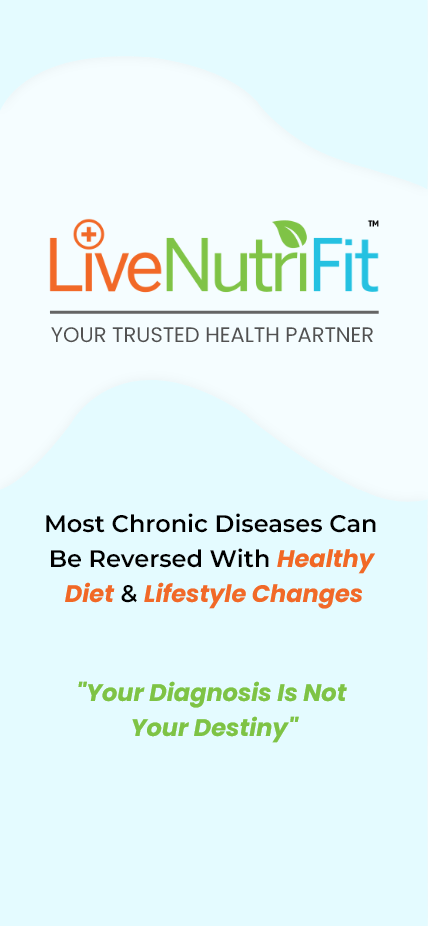 LiveNutriFit™
YOUR TRUSTED HEALTH PARTNER
Most Chronic Diseases Can
Be Reversed With Healthy
Diet & Lifestyle Changes
"Your Diagnosis Is Not
Your Destiny"